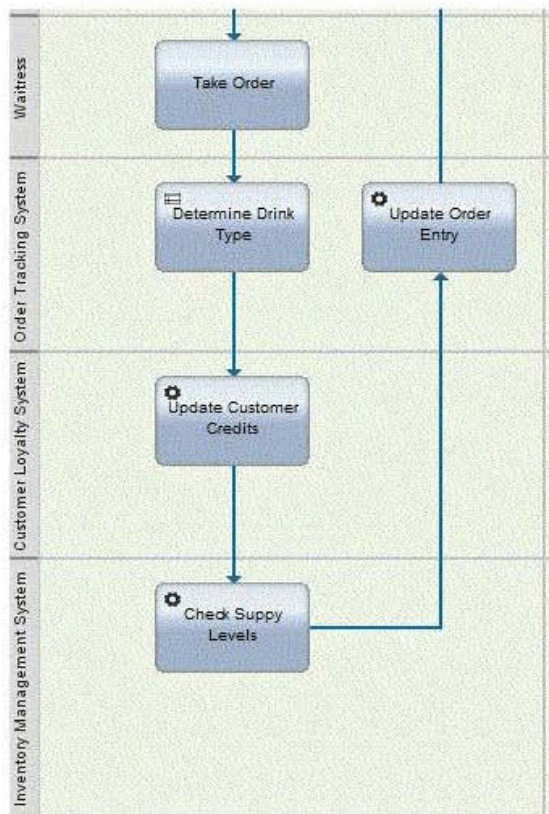 Waitress
Take Order
Order Tracking System
Determine Drink
Type
Update Order
Entry
Customer Loyalty System
Update Customer
Credits
Inventory Management System
Check Suppy
Levels